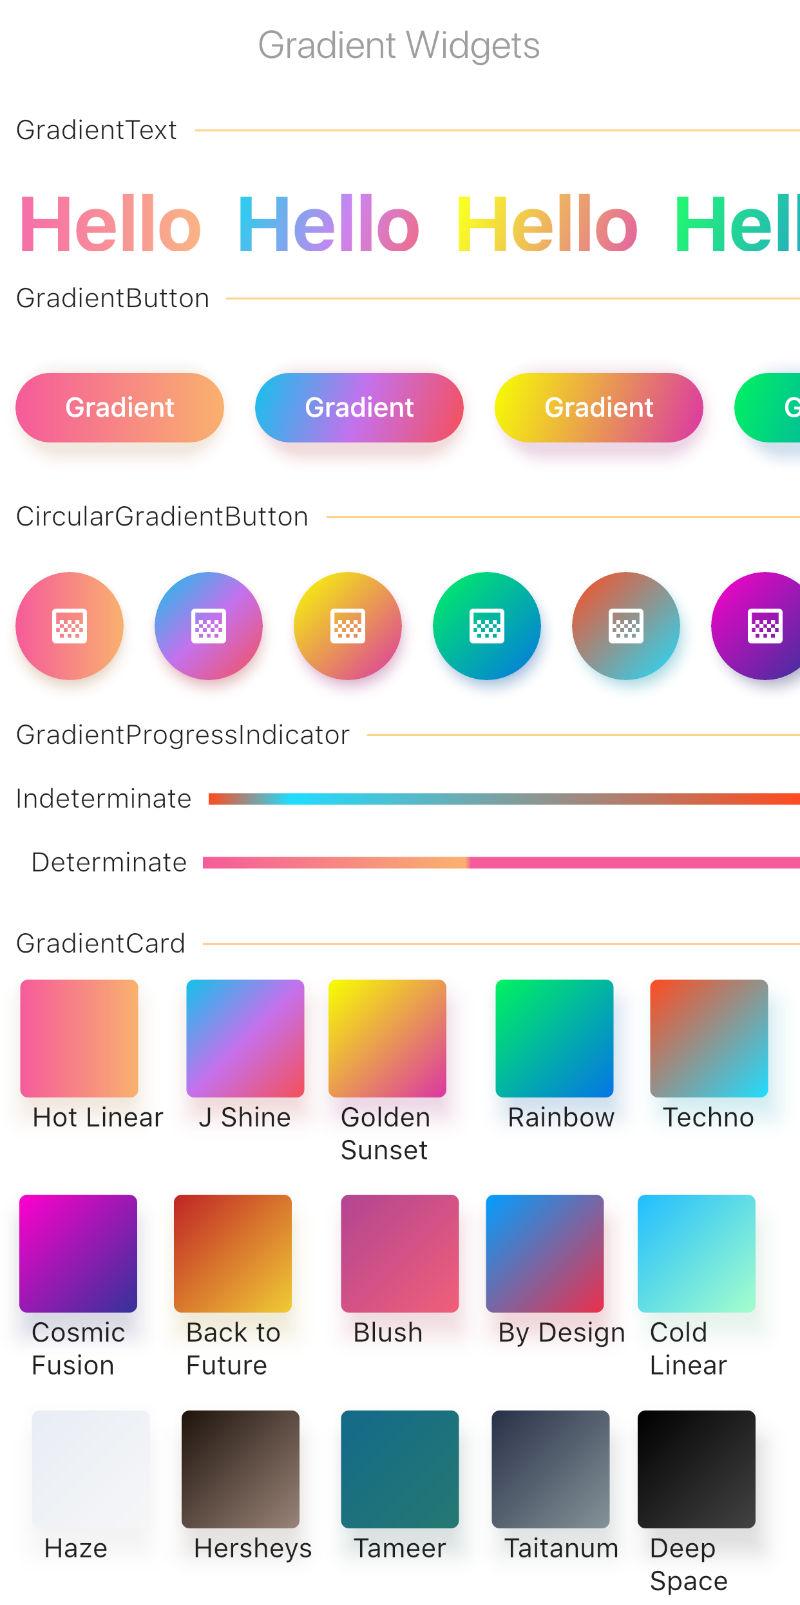 Gradient Widgets
GradientText
Hello Hello Hello Hell
GradientButton
Gradient Gradient Gradient G
CircularGradientButton
GradientProgressIndicator
Indeterminate
Determinate
GradientCard
Hot Linear J Shine Golden Rainbow Techno
Sunset
Cosmic Back to Blush By Design Cold
Fusion Future Linear
Haze Hersheys Tameer Taitanum Deep
Space